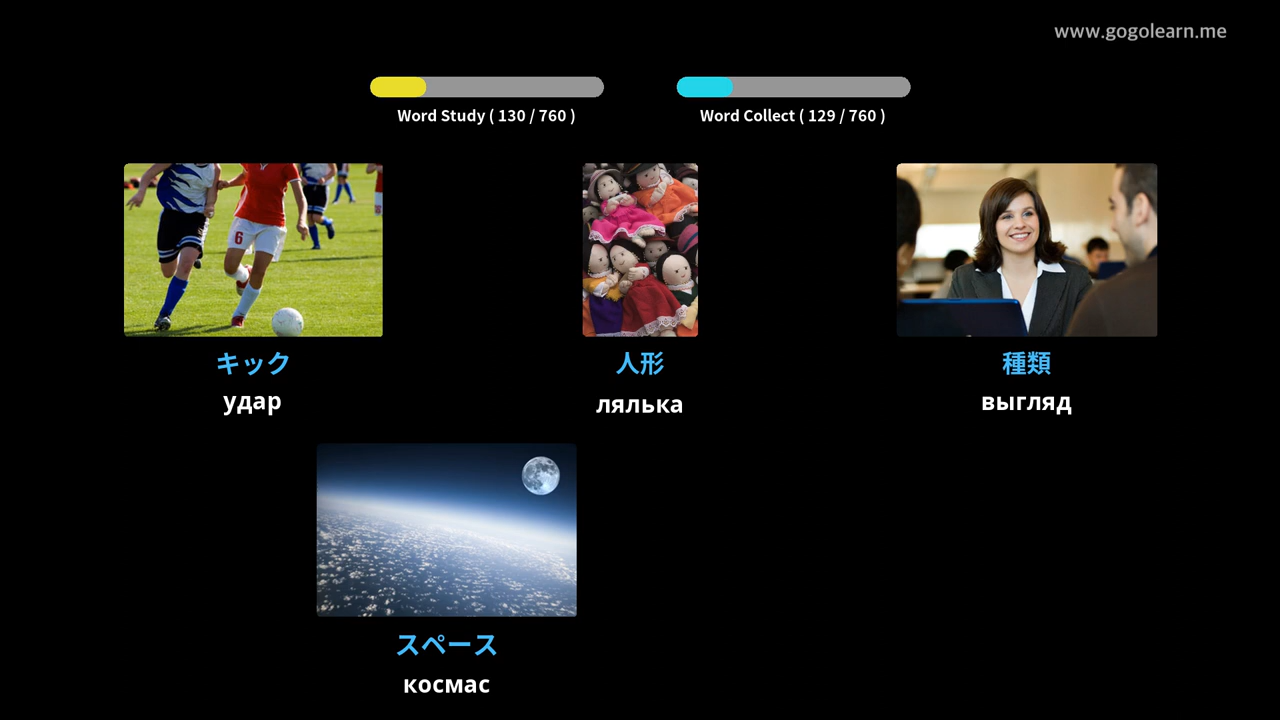 www.gogolearn.me
Word Study ( 130 / 760 )
Word Collect ( 129 / 760 )
キック
удар
人形
лялька
種類
выгляд
スペース
космас